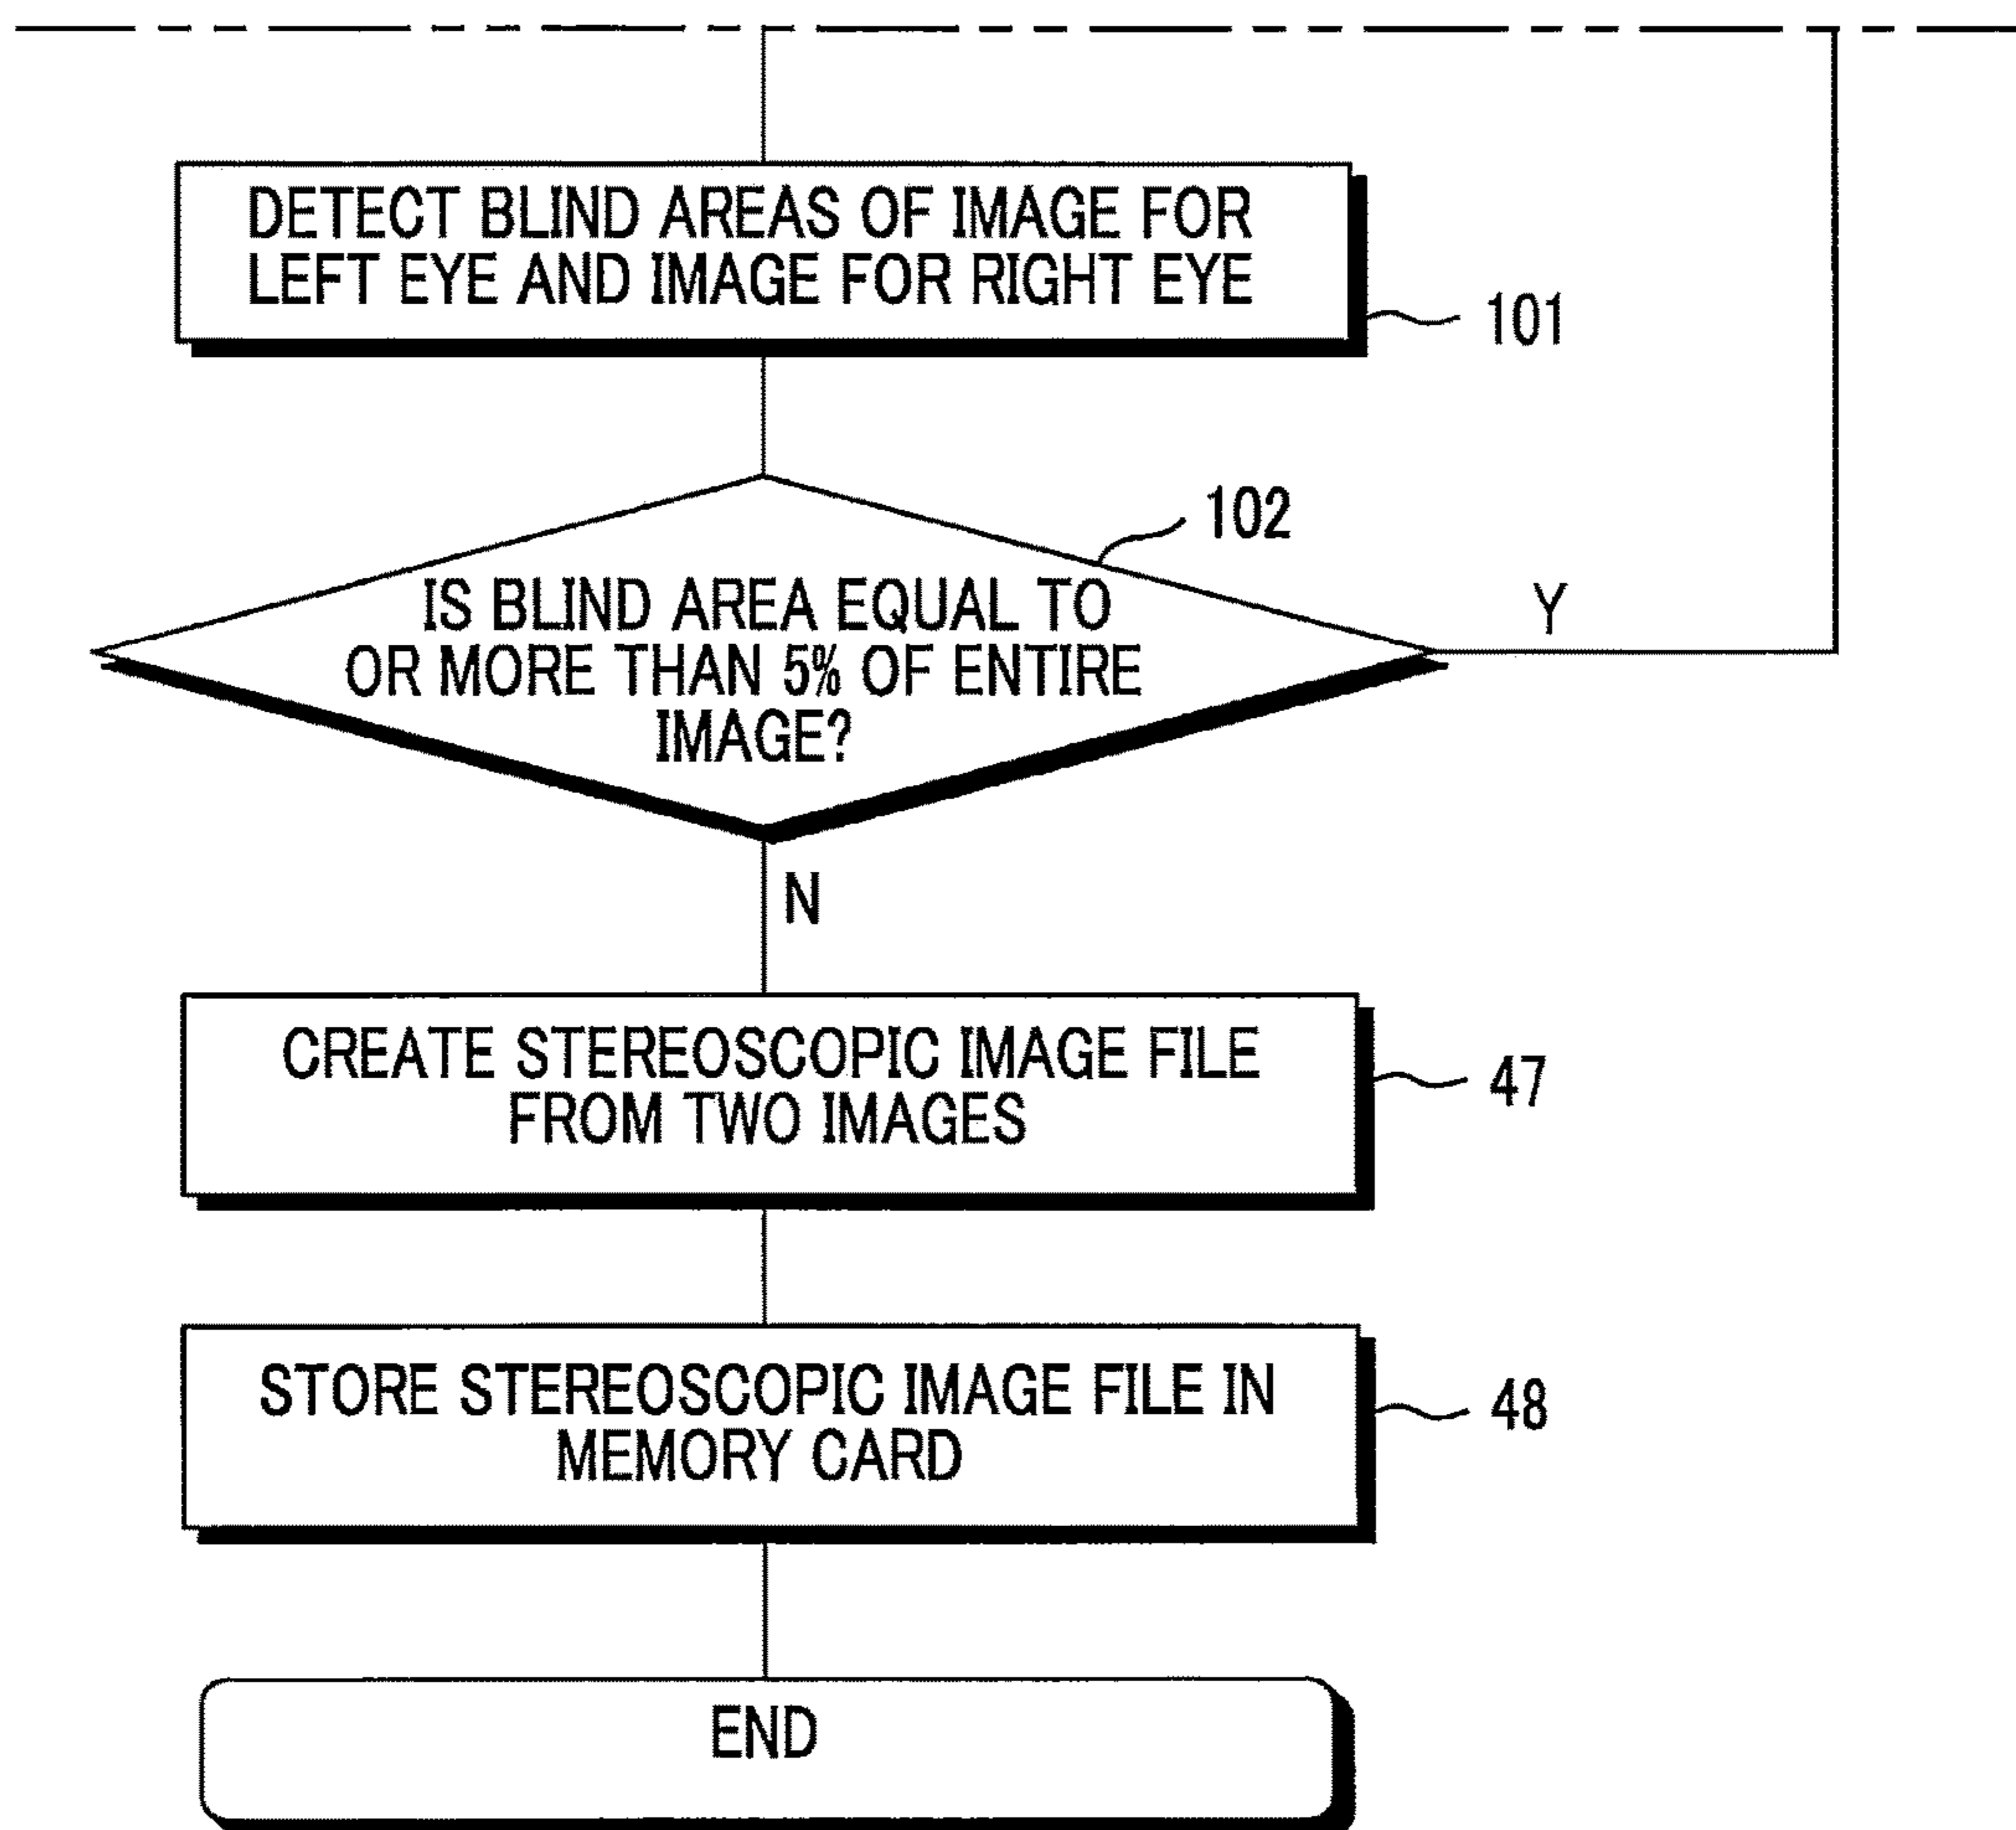 DETECT BLIND AREAS OF IMAGE FOR
LEFT EYE AND IMAGE FOR RIGHT EYE
101
102
IS BLIND AREA EQUAL TO
OR MORE THAN 5% OF ENTIRE
IMAGE?
Y
N
CREATE STEREOSCOPIC IMAGE FILE
FROM TWO IMAGES
47
STORE STEREOSCOPIC IMAGE FILE IN
MEMORY CARD
48
END